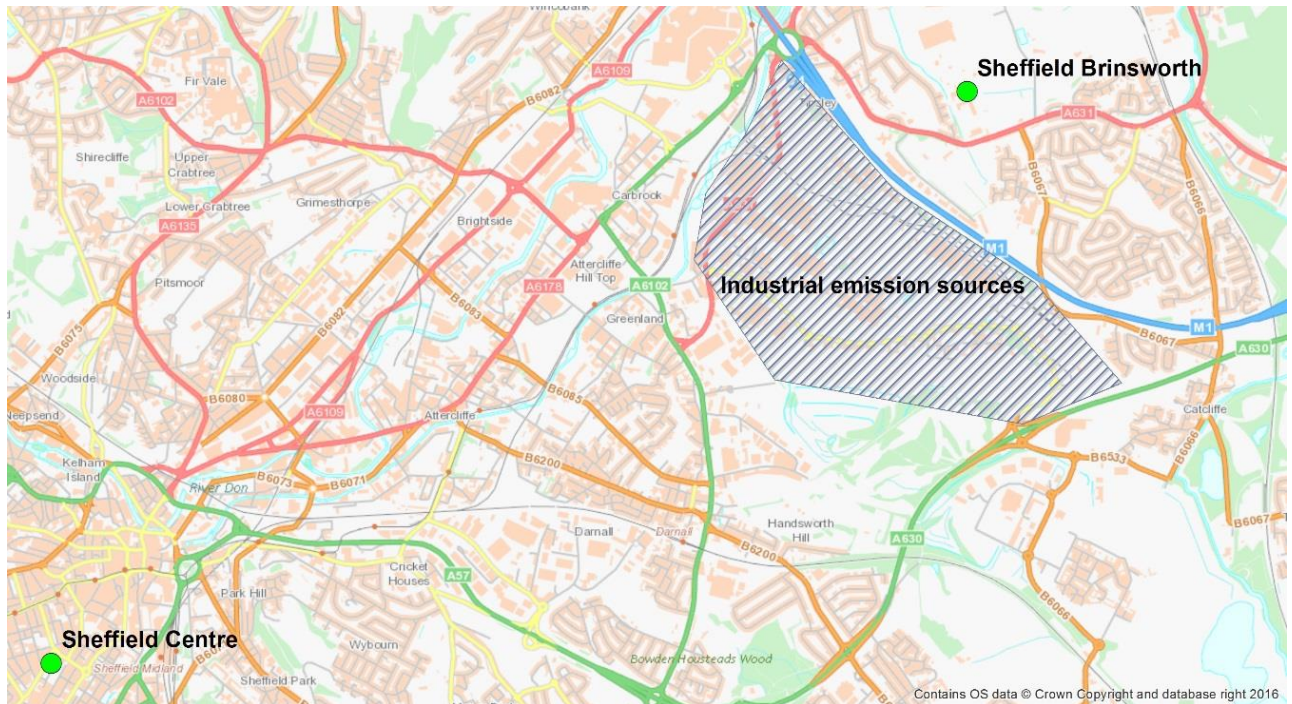 Wincobank
A6109
Fir Vale
A6102
B6082
Sheffield Brinsworth
Tinsley
A631
Shirecliffe
Upper
Crabtree
Lower Crabtree
Grimesthorpe
Carbrook
B6067
B6066
A6135
Brightside
M1
Pitsmoor
Attercliffe
Hill Top
A6178
A6102
Industrial emission sources
B6075
B6082
B6083
Greenland
M1
B6067
A630
Woodside
B6080
B6085
Neepsend
A6109
Attercliffe
Catcliffe
B6066
Kelham
Island
River Don
B6073
B6071
B6200
B6533
Darnall
Darnall
Handsworth
Hill
B6067
B6200
A630
Cricket
Houses
A57
Park Hill
B6066
Sheffield Centre
Wybourn
Sheffield Midland
Sheffield Park
Bowden Housteads Wood
Contains OS data © Crown Copyright and database right 2016